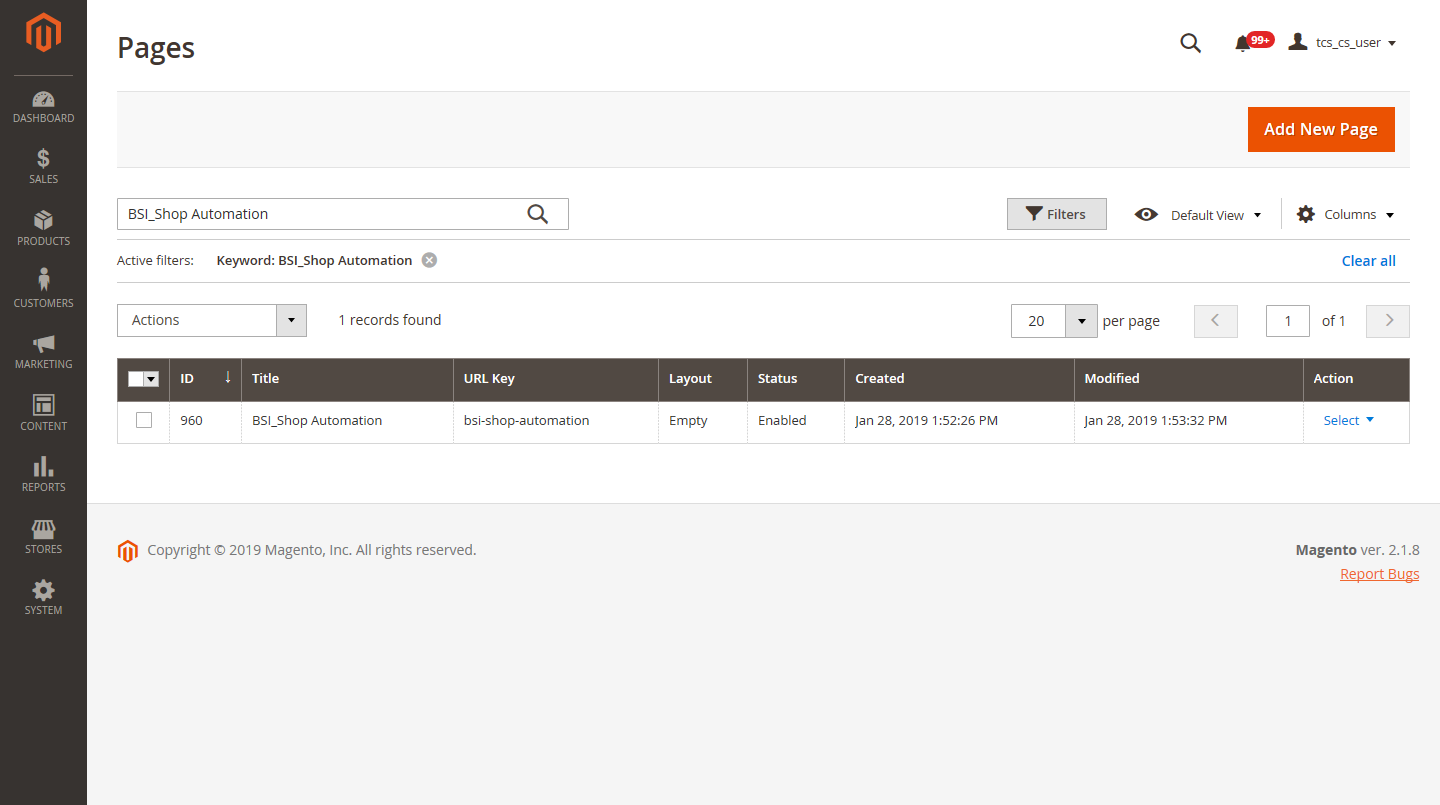 Pages
99+
tcs_cs_user
DASHBOARD
SALES
PRODUCTS
CUSTOMERS
MARKETING
CONTENT
REPORTS
STORES
SYSTEM
Add New Page
BSI_Shop Automation
Filters
Default View
Columns
Active filters: Keyword: BSI_Shop Automation
Clear all
Actions
1 records found
20 per page
1 of 1
ID ↓ Title URL Key Layout Status Created Modified Action
960 BSI_Shop Automation bsi-shop-automation Empty Enabled Jan 28, 2019 1:52:26 PM Jan 28, 2019 1:53:32 PM Select
Copyright © 2019 Magento, Inc. All rights reserved.
Magento ver. 2.1.8
Report Bugs